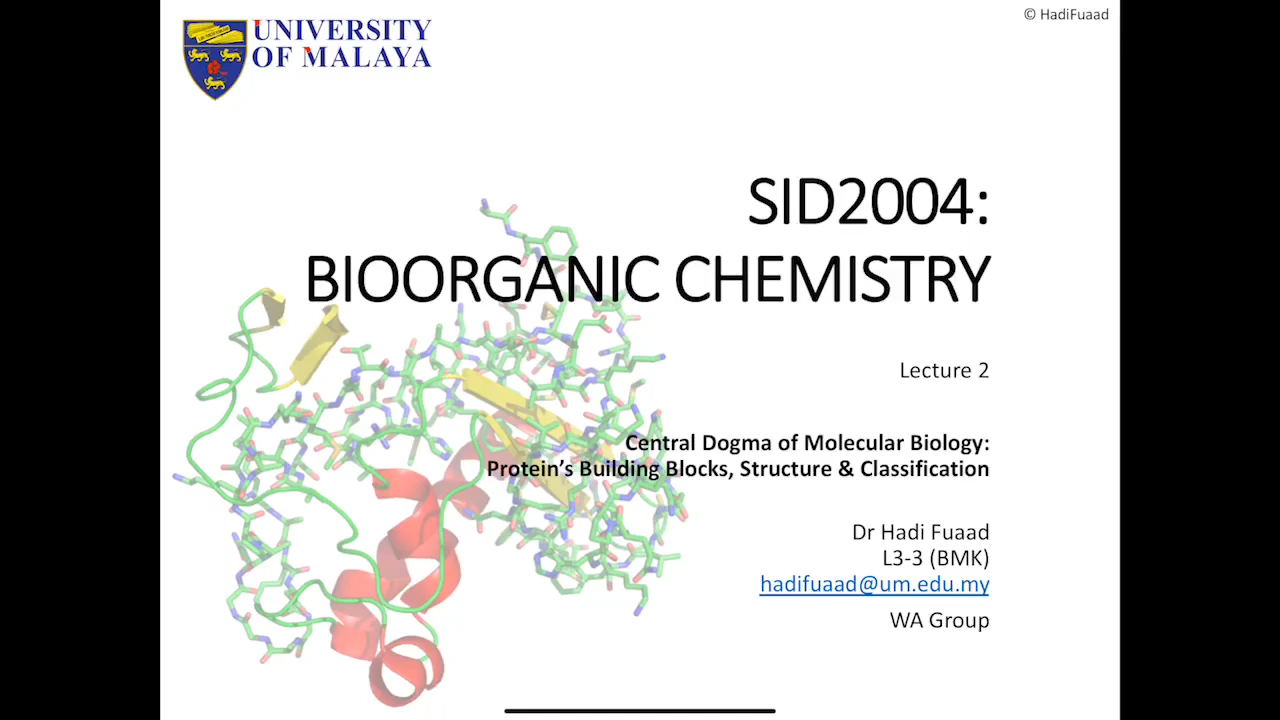 © HadiFuaad
UNIVERSITY
OF MALAYA
SID2004:
BIOORGANIC CHEMISTRY
Lecture 2
Central Dogma of Molecular Biology:
Protein's Building Blocks, Structure & Classification
Dr Hadi Fuaad
L3-3 (BMK)
hadifuaad@um.edu.my
WA Group